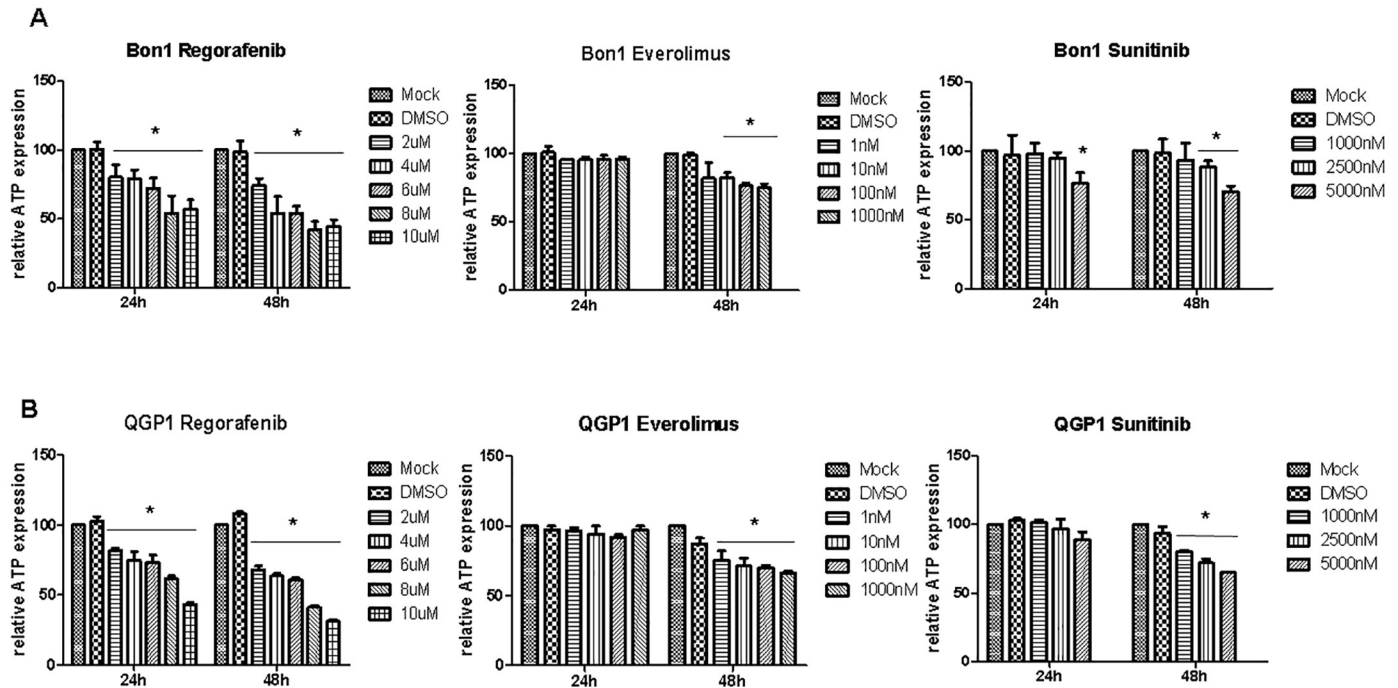 A
Bon1 Regorafenib
relative ATP expression
150
100
50
0
*
*
24h
48h
Mock
DMSO
2uM
4uM
6uM
8uM
10uM
Bon1 Everolimus
relative ATP expression
150
100
50
0
*
24h
48h
Mock
DMSO
1nM
10nM
100nM
1000nM
Bon1 Sunitinib
relative ATP expression
150
100
50
0
*
*
24h
48h
Mock
DMSO
1000nM
2500nM
5000nM
B
QGP1 Regorafenib
relative ATP expression
150
100
50
0
*
*
24h
48h
Mock
DMSO
2uM
4uM
6uM
8uM
10uM
QGP1 Everolimus
relative ATP expression
150
100
50
0
*
24h
48h
Mock
DMSO
1nM
10nM
100nM
1000nM
QGP1 Sunitinib
relative ATP expression
150
100
50
0
*
24h
48h
Mock
DMSO
1000nM
2500nM
5000nM